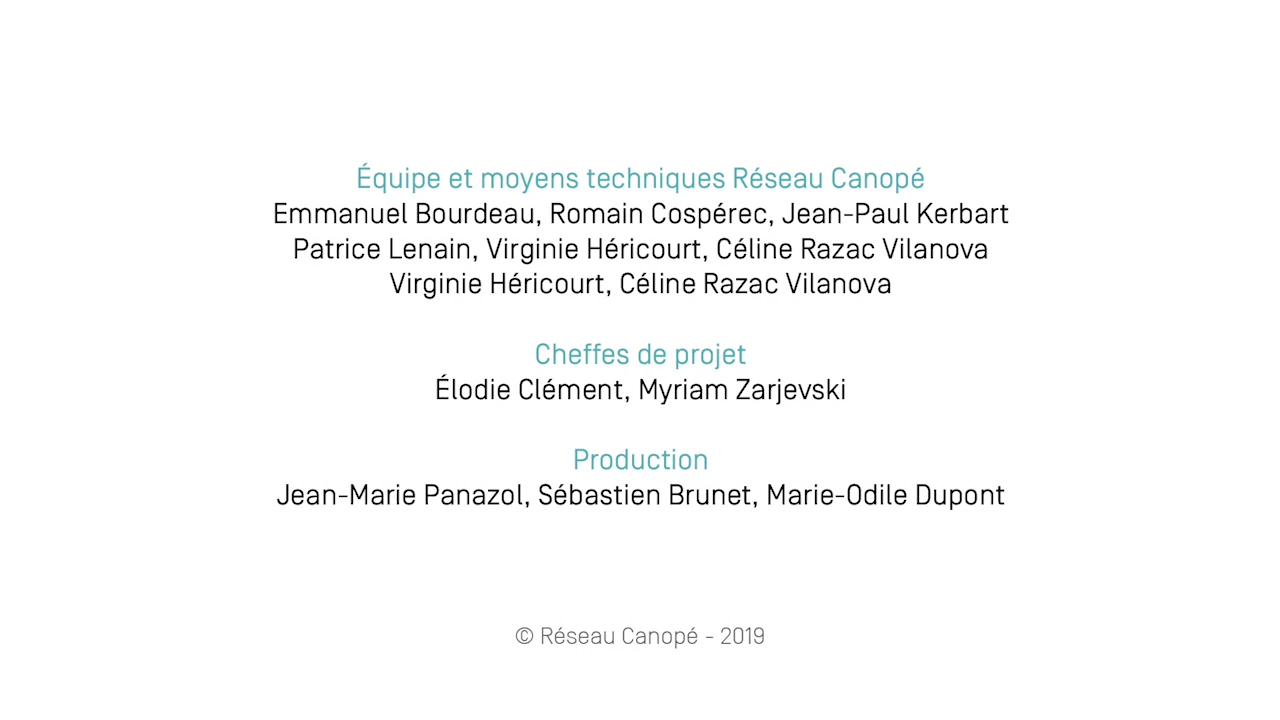 Équipe et moyens techniques Réseau Canopé
Emmanuel Bourdeau, Romain Cospérec, Jean-Paul Kerbart
Patrice Lenain, Virginie Héricourt, Céline Razac Vilanova
Virginie Héricourt, Céline Razac Vilanova
Cheffes de projet
Élodie Clément, Myriam Zarjevski
Production
Jean-Marie Panazol, Sébastien Brunet, Marie-Odile Dupont
© Réseau Canopé - 2019